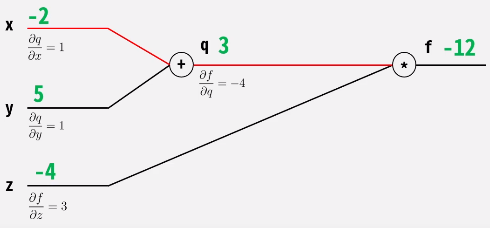 x -2
∂q/∂x = 1
+ q 3
∂f/∂q = -4
* f -12
y 5
∂q/∂y = 1
z -4
∂f/∂z = 3